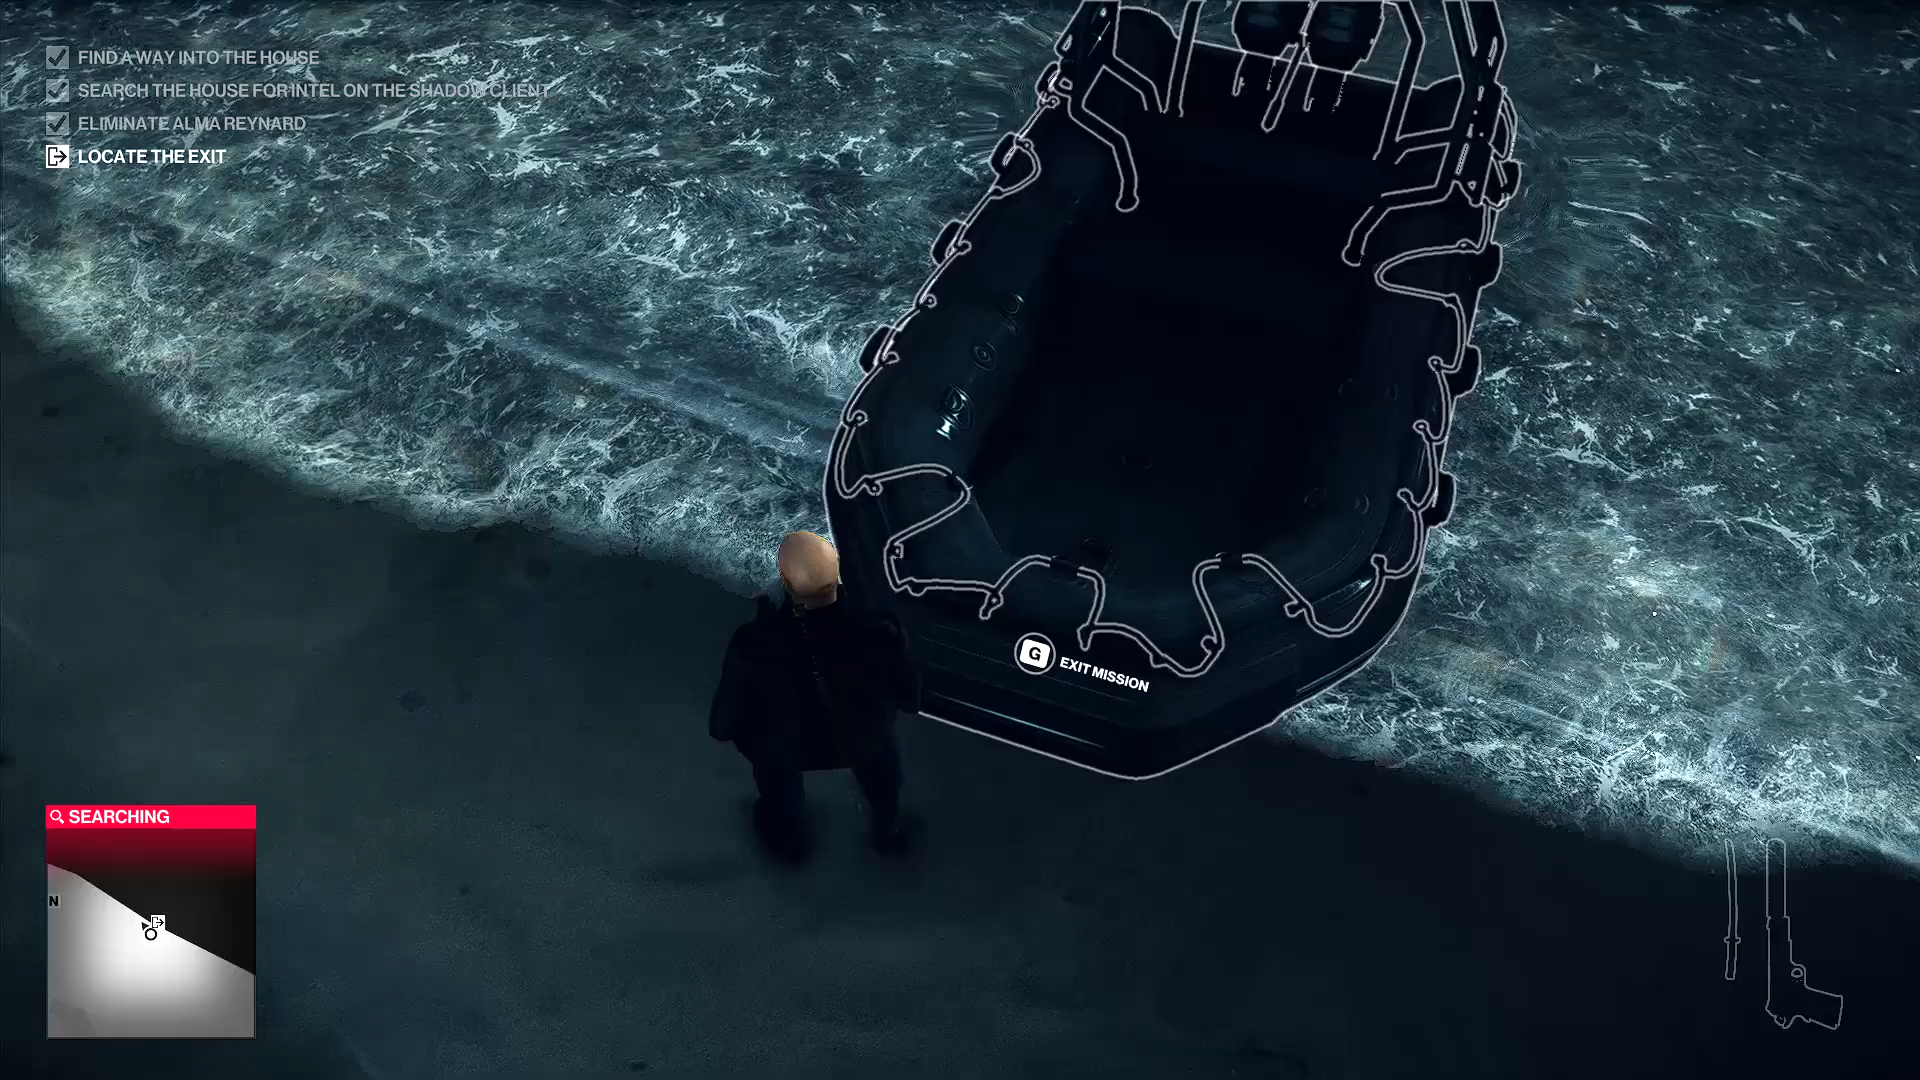 FIND A WAY INTO THE HOUSE
SEARCH THE HOUSE FOR INTEL ON THE SHADOW CLIENT
ELIMINATE ALMA REYNARD
LOCATE THE EXIT
G EXIT MISSION
SEARCHING
N